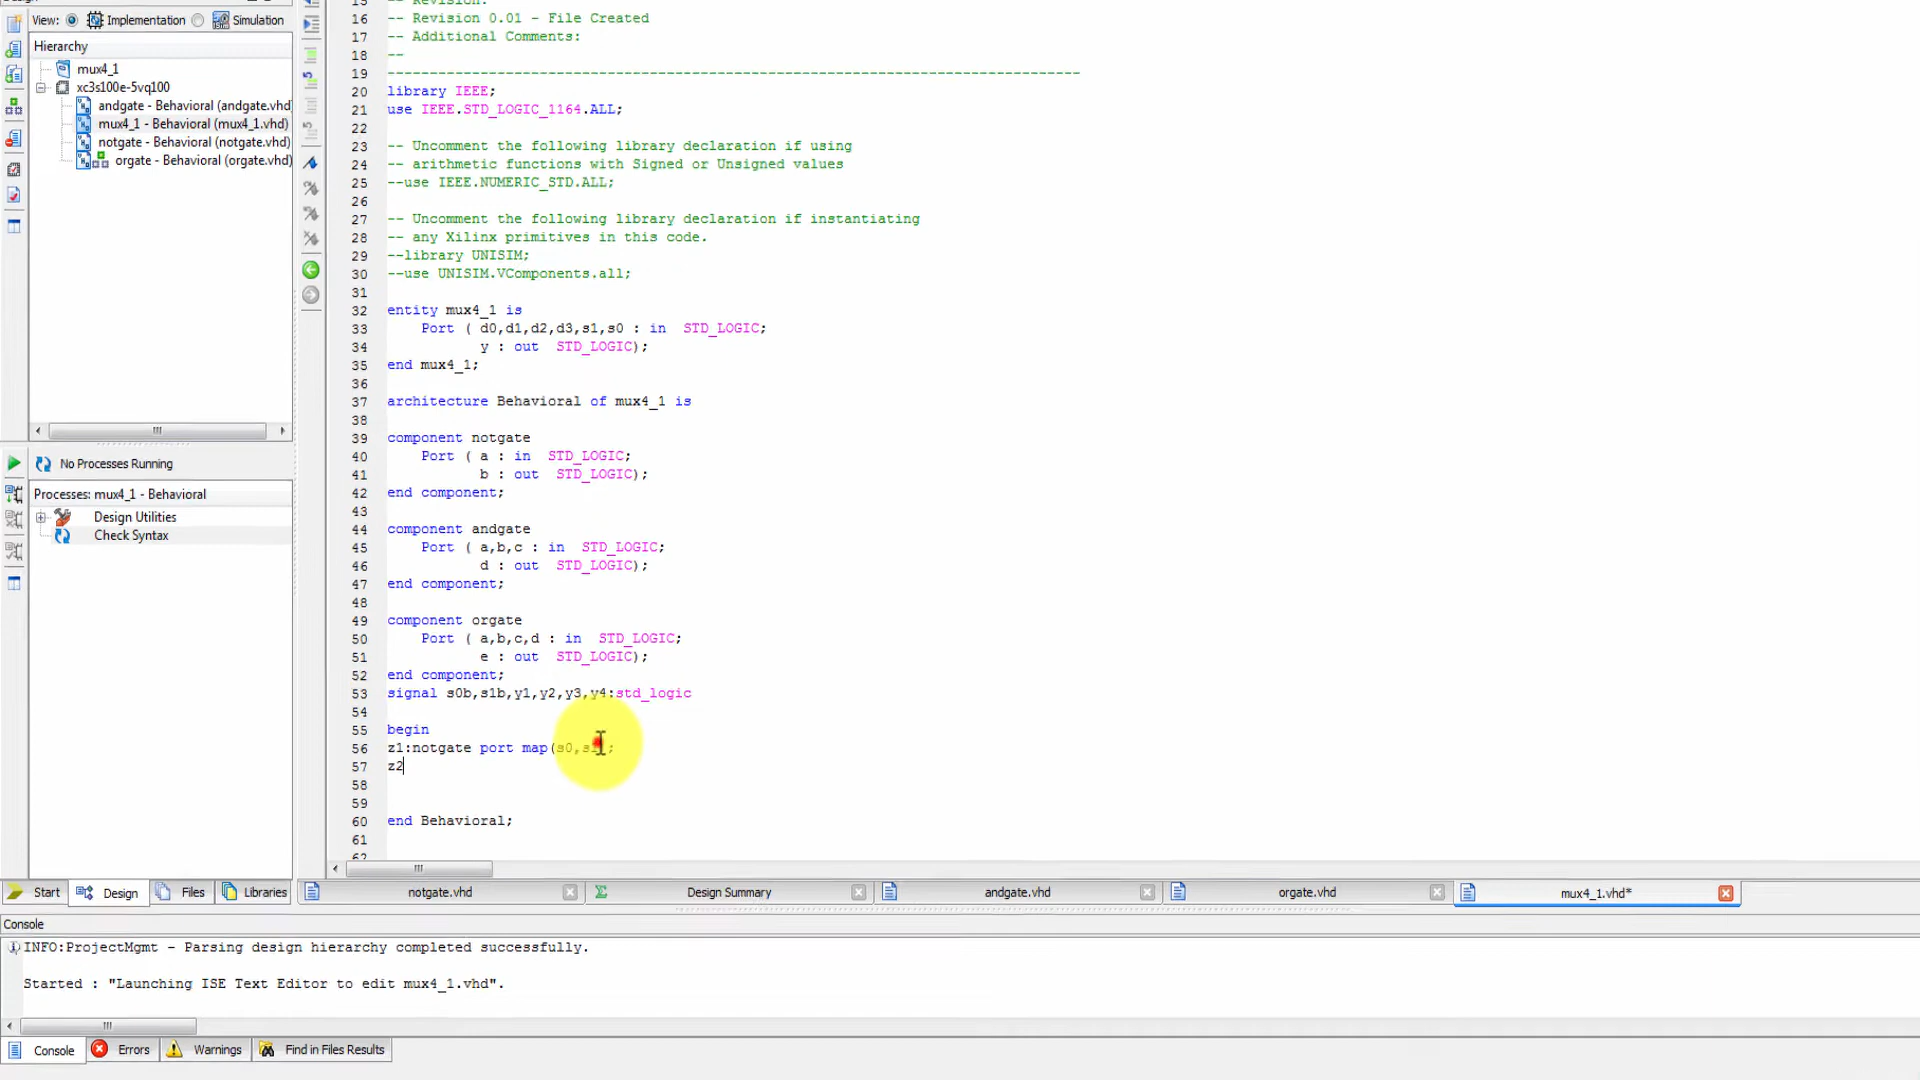 View: Implementation Simulation
Hierarchy
mux4_1
xc3s100e-5vq100
andgate - Behavioral (andgate.vhd
mux4_1 - Behavioral (mux4_1.vhd)
notgate - Behavioral (notgate.vhd)
orgate - Behavioral (orgate.vhd)
No Processes Running
Processes: mux4_1 - Behavioral
Design Utilities
Check Syntax
Start Design Files Libraries
15 -- Revision:
16 -- Revision 0.01 - File Created
17 -- Additional Comments:
18 --
19 ----------------------------------------------------------------------------------
20 library IEEE;
21 use IEEE.STD_LOGIC_1164.ALL;
22
23 -- Uncomment the following library declaration if using
24 -- arithmetic functions with Signed or Unsigned values
25 --use IEEE.NUMERIC_STD.ALL;
26
27 -- Uncomment the following library declaration if instantiating
28 -- any Xilinx primitives in this code.
29 --library UNISIM;
30 --use UNISIM.VComponents.all;
31
32 entity mux4_1 is
33 Port ( d0,d1,d2,d3,s1,s0 : in STD_LOGIC;
34 y : out STD_LOGIC);
35 end mux4_1;
36
37 architecture Behavioral of mux4_1 is
38
39 component notgate
40 Port ( a : in STD_LOGIC;
41 b : out STD_LOGIC);
42 end component;
43
44 component andgate
45 Port ( a,b,c : in STD_LOGIC;
46 d : out STD_LOGIC);
47 end component;
48
49 component orgate
50 Port ( a,b,c,d : in STD_LOGIC;
51 e : out STD_LOGIC);
52 end component;
53 signal s0b,s1b,y1,y2,y3,y4:std_logic
54
55 begin
56 z1:notgate port map(s0,
57 z2
58
59
60 end Behavioral;
61
62
notgate.vhd Design Summary andgate.vhd orgate.vhd mux4_1.vhd*
Console
INFO:ProjectMgmt - Parsing design hierarchy completed successfully.
Started : "Launching ISE Text Editor to edit mux4_1.vhd".
Console Errors Warnings Find in Files Results